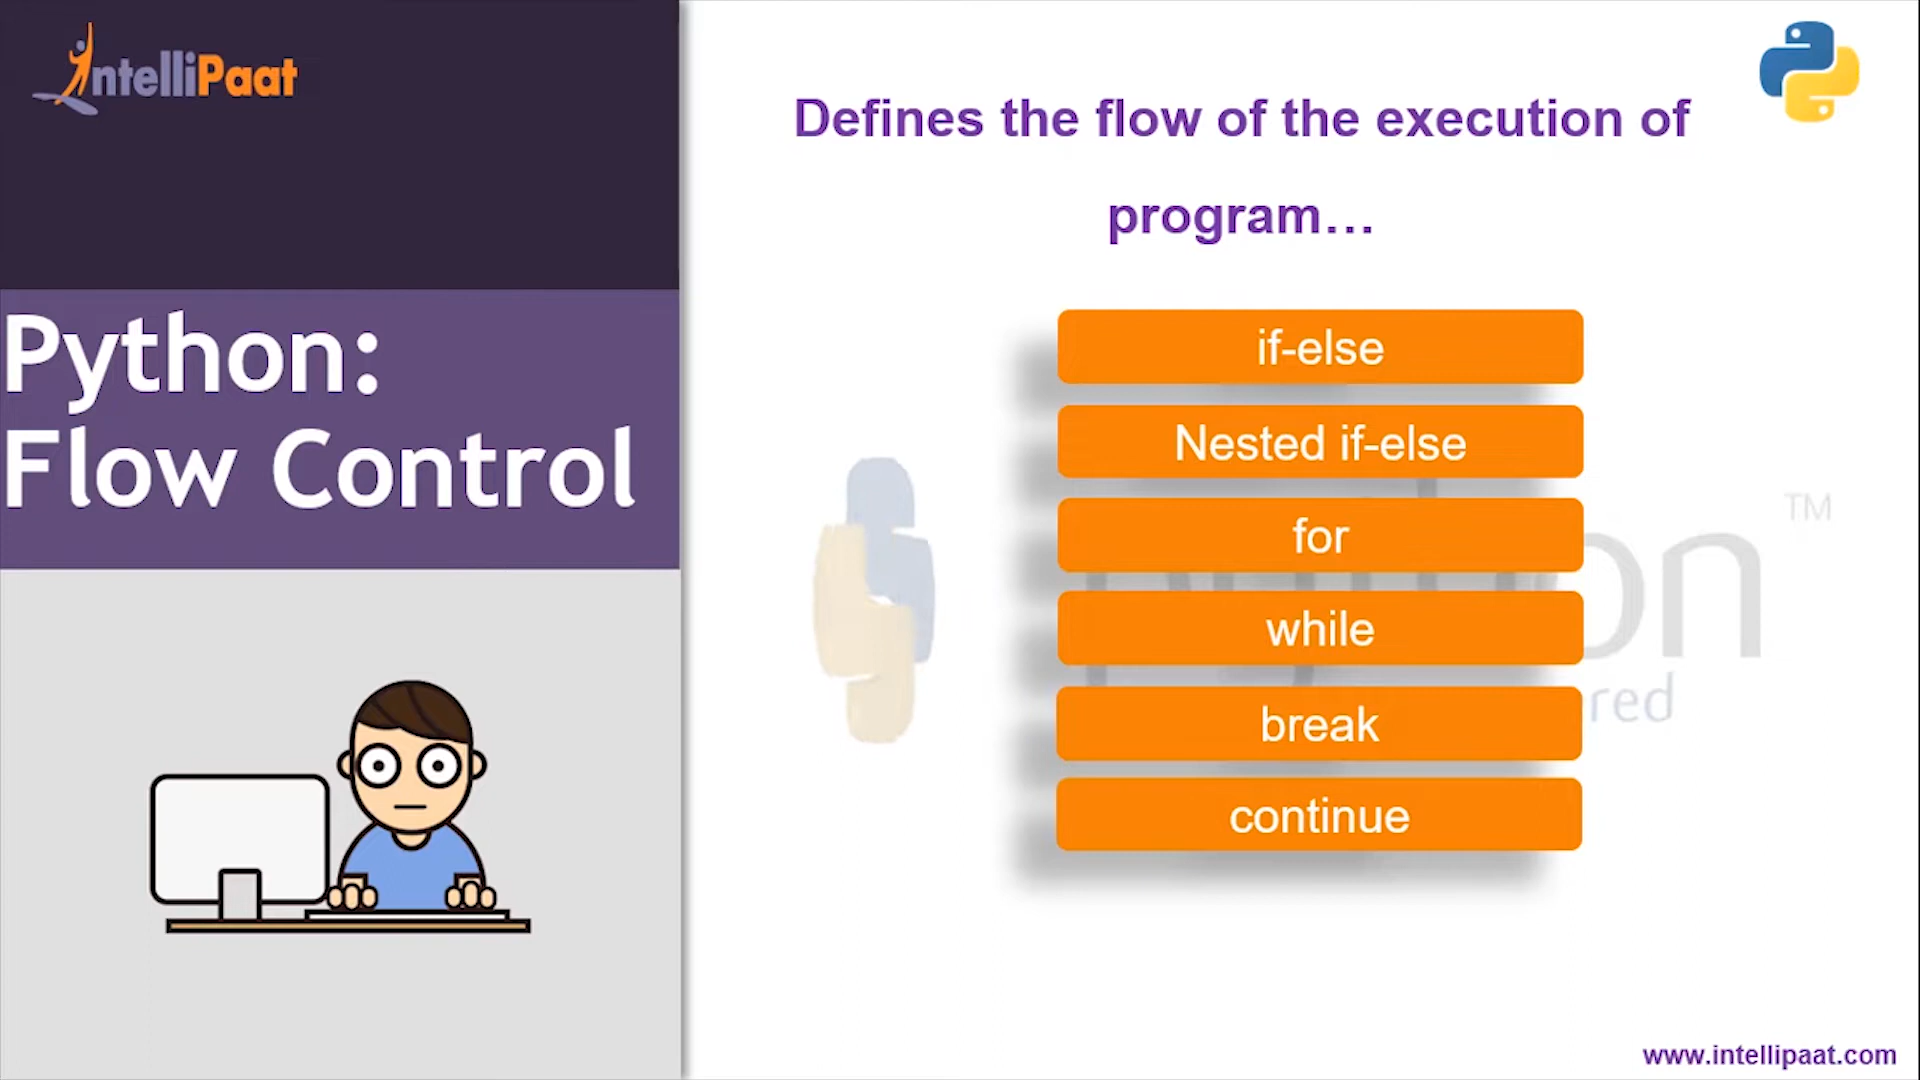 IntelliPaat
Python:
Flow Control
Defines the flow of the execution of
program...
if-else
Nested if-else
for
while
break
continue
TM
www.intellipaat.com